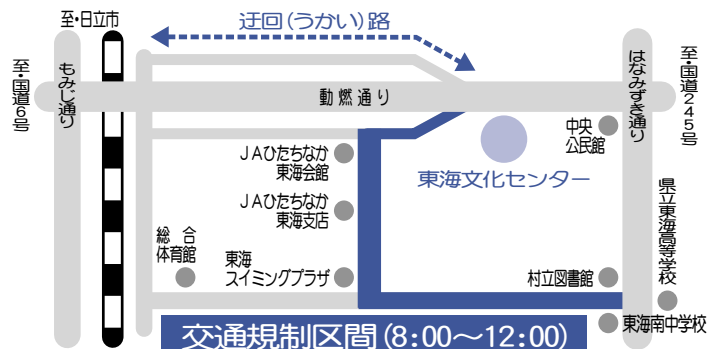 至・日立市
迂回(うかい)路
至・国道6号
もみじ通り
動燃通り
はなみずき通り
至・国道245号
中央
公民館
JAひたちなか
東海会館
東海文化センター
JAひたちなか
東海支店
県立東海高等学校
総合
体育館
東海
スイミングプラザ
村立図書館
東海南中学校
交通規制区間(8:00〜12:00)